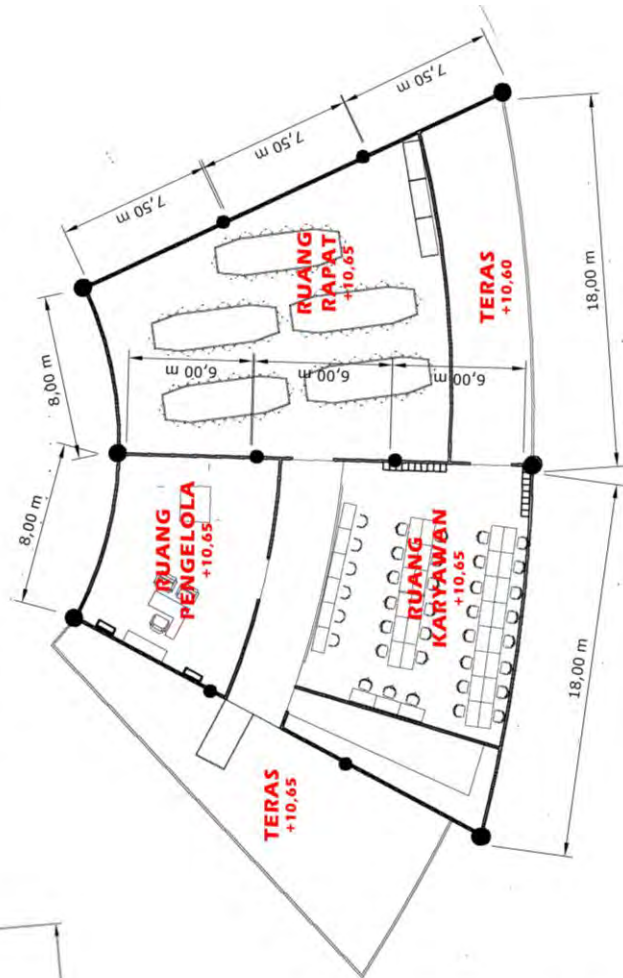 7,50 m
7,50 m
7,50 m
8,00 m
RUANG
RAPAT
+10,65
TERAS
+10,60
18,00 m
6,00 m
6,00 m
6,00 m
8,00 m
RUANG
PENGELOLA
+10,65
RUANG
KARYAWAN
+10,65
18,00 m
TERAS
+10,65